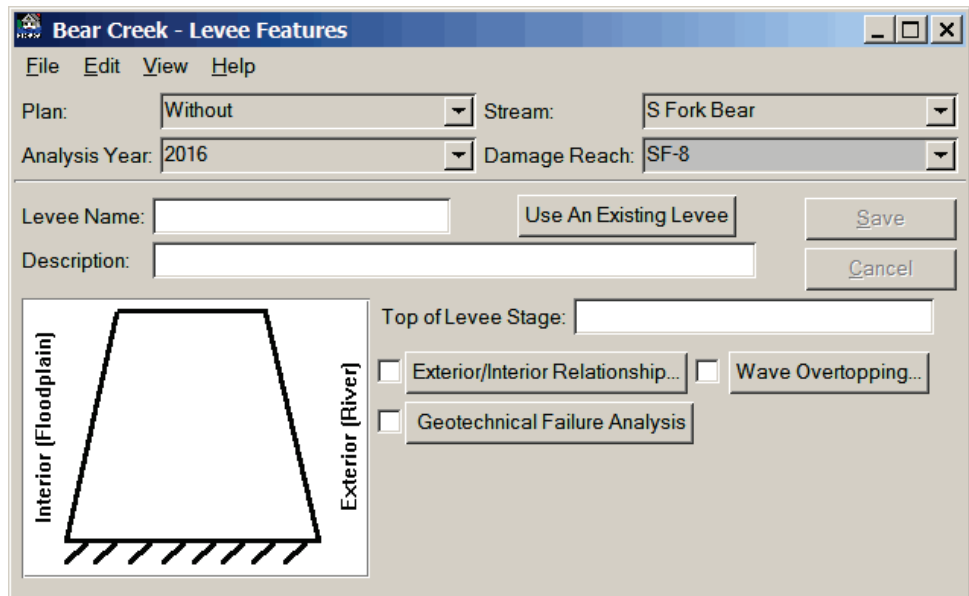 Bear Creek - Levee Features
File Edit View Help
Plan: Without Stream: S Fork Bear
Analysis Year: 2016 Damage Reach: SF-8
Levee Name: Use An Existing Levee Save
Description: Cancel
Top of Levee Stage:
Interior (Floodplain)
Exterior (River)
Exterior/Interior Relationship... Wave Overtopping...
Geotechnical Failure Analysis